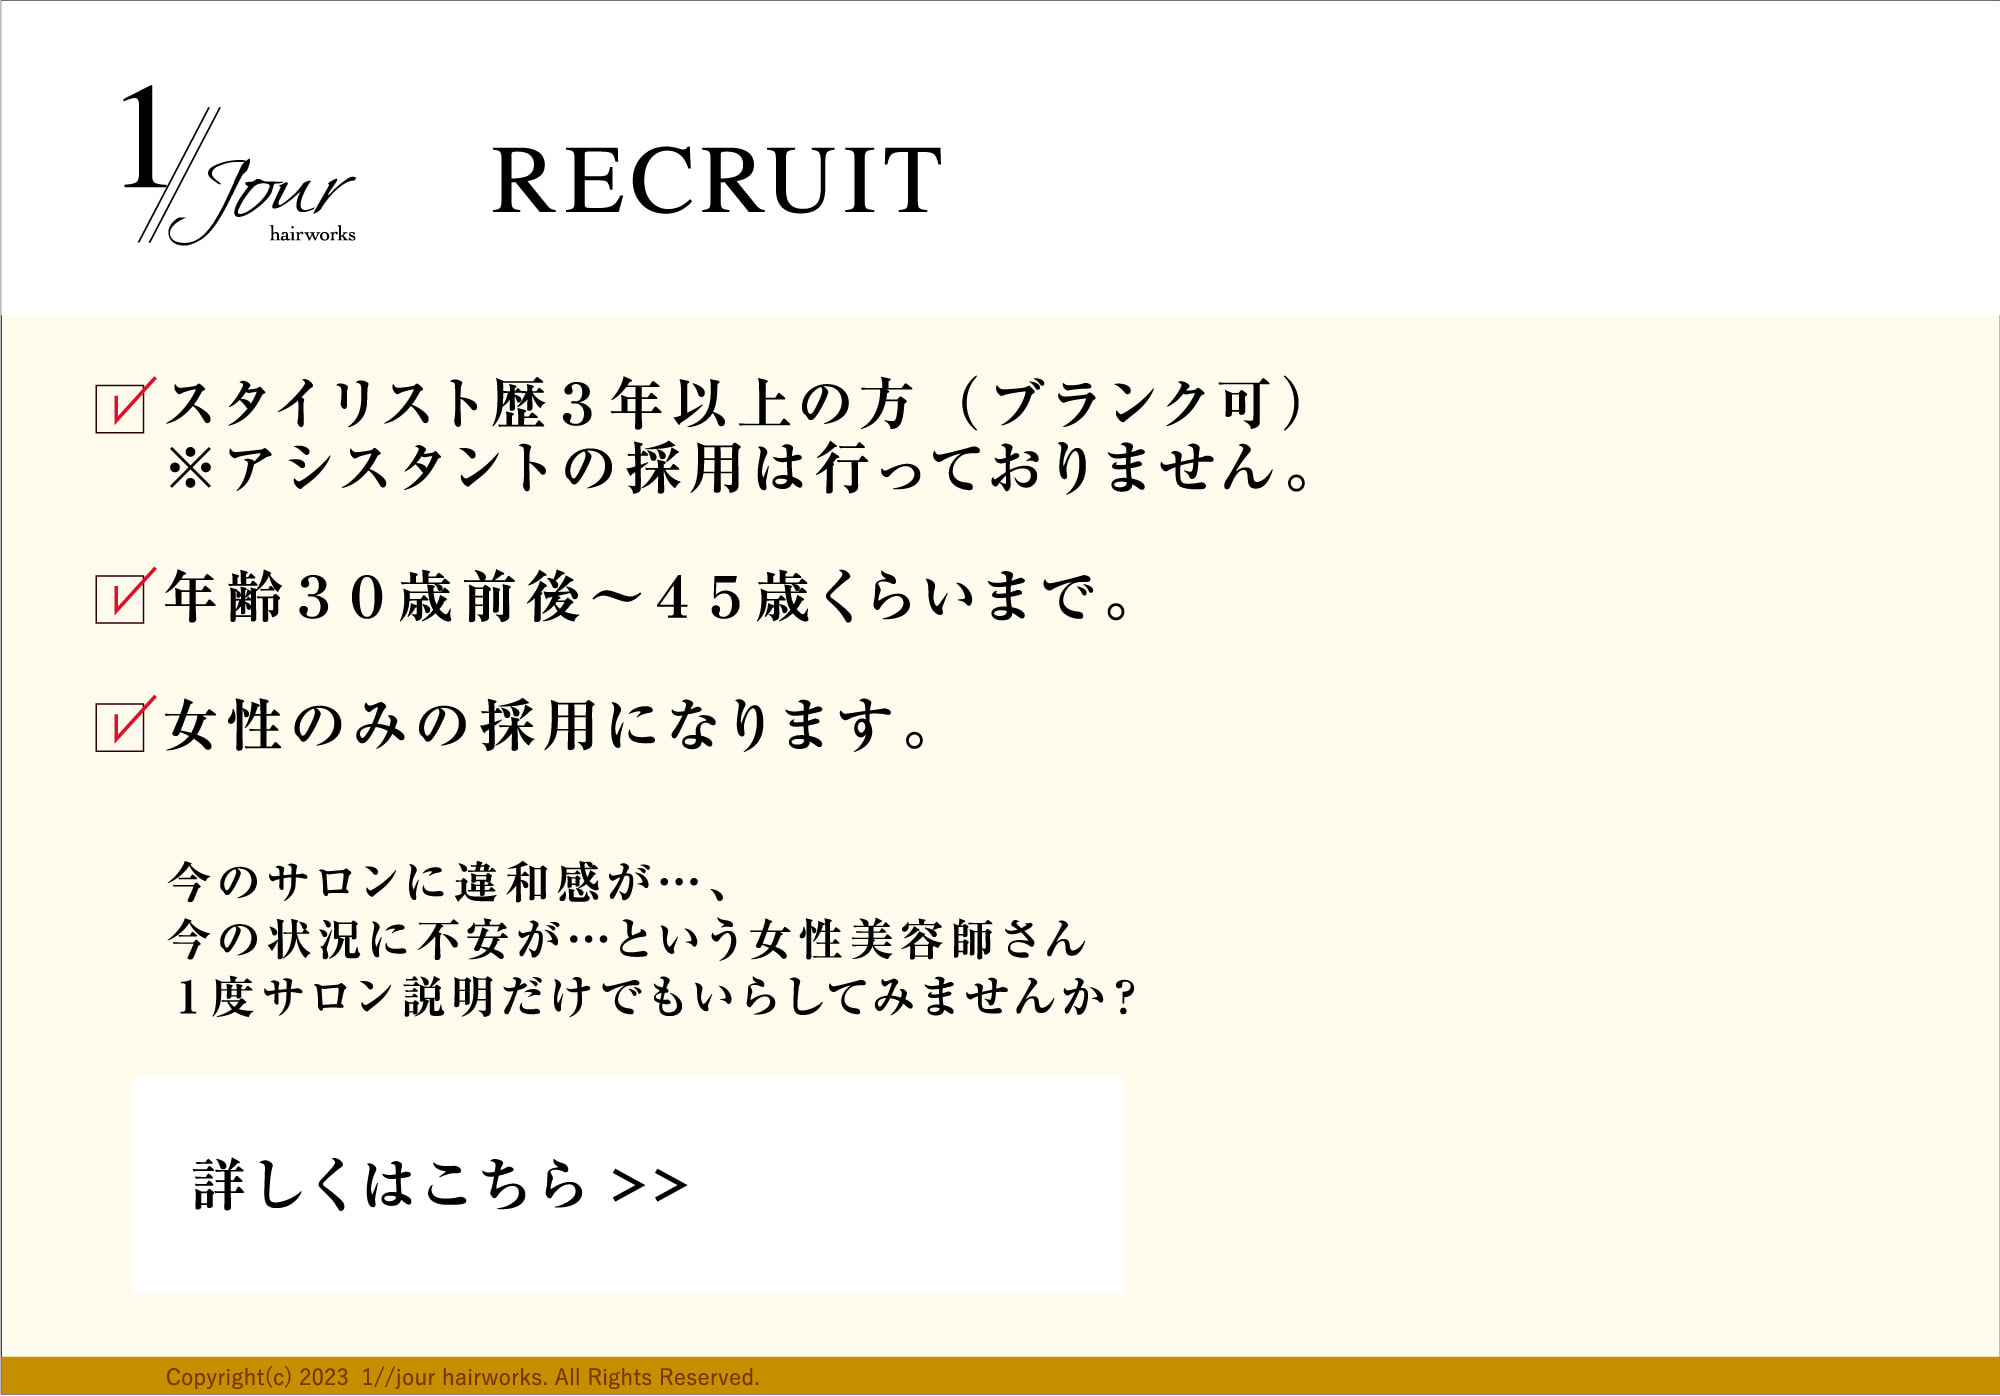 1//Jour
hairworks
RECRUIT
スタイリスト歴３年以上の方（ブランク可）
※アシスタントの採用は行っておりません。
年齢３０歳前後～４５歳くらいまで。
女性のみの採用になります。
今のサロンに違和感が…、
今の状況に不安が…という女性美容師さん
１度サロン説明だけでもいらしてみませんか？
詳しくはこちら >>
Copyright(c) 2023 1//jour hairworks. All Rights Reserved.